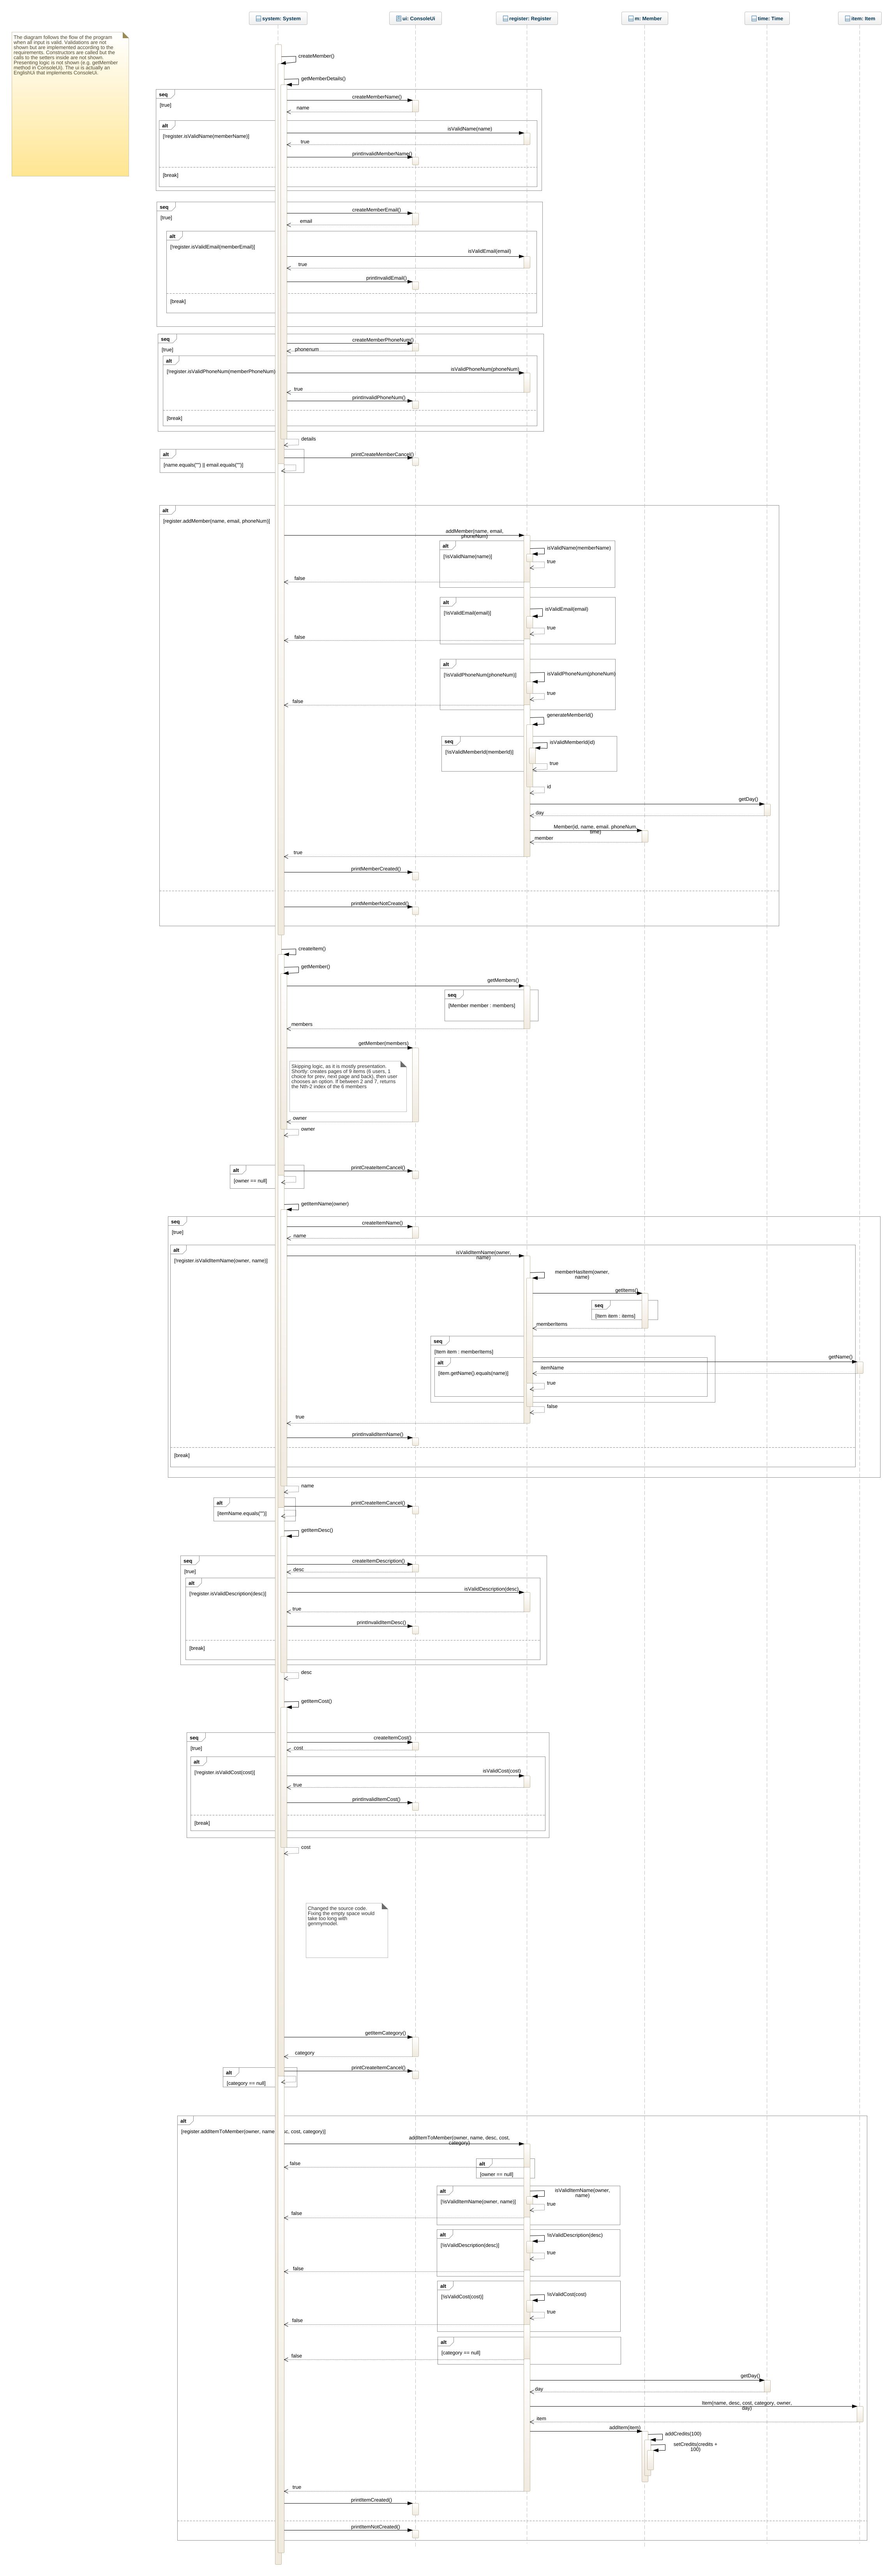 system: System
ui: ConsoleUi
register: Register
m: Member
time: Time
item: Item
The diagram follows the flow of the program
when all input is valid. Validations are not
shown but are implemented according to the
requirements. Constructors are called but the
calls to the setters inside are not shown.
Presenting logic is not shown (e.g. getMember
method in ConsoleUi). The ui is actually an
EnglishUi that implements ConsoleUi.
createMember()
getMemberDetails()
seq
[true]
createMemberName()
name
alt
[!register.isValidName(memberName)]
isValidName(name)
true
printInvalidMemberName()
[break]
seq
[true]
createMemberEmail()
email
alt
[!register.isValidEmail(memberEmail)]
isValidEmail(email)
true
printInvalidEmail()
[break]
seq
[true]
createMemberPhoneNum()
phonenum
alt
[!register.isValidPhoneNum(memberPhoneNum)
isValidPhoneNum(phoneNum)
true
printInvalidPhoneNum()
[break]
details
alt
[name.equals("") || email.equals("")]
printCreateMemberCancel()
alt
[register.addMember(name, email, phoneNum)]
addMember(name, email,
phoneNum)
alt
[!isValidName(name)]
isValidName(memberName)
true
false
alt
[!isValidEmail(email)]
isValidEmail(email)
true
false
alt
[!isValidPhoneNum(phoneNum)]
isValidPhoneNum(phoneNum)
true
false
generateMemberId()
seq
[!isValidMemberId(memberId)]
isValidMemberId(id)
true
id
getDay()
day
Member(id, name, email, phoneNum,
time)
member
true
printMemberCreated()
printMemberNotCreated()
createItem()
getMember()
getMembers()
seq
[Member member : members]
members
getMember(members)
Skipping logic, as it is mostly presentation.
Shortly: creates pages of 9 items (6 users, 1
choice for prev, next page and back), then user
chooses an option. If between 2 and 7, returns
the Nth-2 index of the 6 members
owner
owner
alt
[owner == null]
printCreateItemCancel()
getItemName(owner)
seq
[true]
createItemName()
name
alt
[!register.isValidItemName(owner, name)]
isValidItemName(owner,
name)
memberHasItem(owner,
name)
getItems()
seq
[Item item : items]
memberItems
seq
[Item item : memberItems]
alt
[item.getName().equals(name)]
getName()
itemName
true
false
true
printInvalidItemName()
[break]
name
alt
[itemName.equals("")]
printCreateItemCancel()
getItemDesc()
seq
[true]
createItemDescription()
desc
alt
[!register.isValidDescription(desc)]
isValidDescription(desc)
true
printInvalidItemDesc()
[break]
desc
getItemCost()
seq
[true]
createItemCost()
cost
alt
[!register.isValidCost(cost)]
isValidCost(cost)
true
printInvalidItemCost()
[break]
cost
Changed the source code.
Fixing the empty space would
take too long with
genmymodel.
getItemCategory()
category
alt
[category == null]
printCreateItemCancel()
alt
[register.addItemToMember(owner, name
sc, cost, category)]
addItemToMember(owner, name, desc, cost,
category)
false
alt
[owner == null]
alt
[!isValidItemName(owner, name)]
isValidItemName(owner,
name)
true
false
alt
[!isValidDescription(desc)]
!isValidDescription(desc)
true
false
alt
[!isValidCost(cost)]
!isValidCost(cost)
true
false
alt
[category == null]
false
getDay()
day
Item(name, desc, cost, category, owner,
day)
item
addItem(item)
addCredits(100)
setCredits(credits +
100)
true
printItemCreated()
printItemNotCreated()